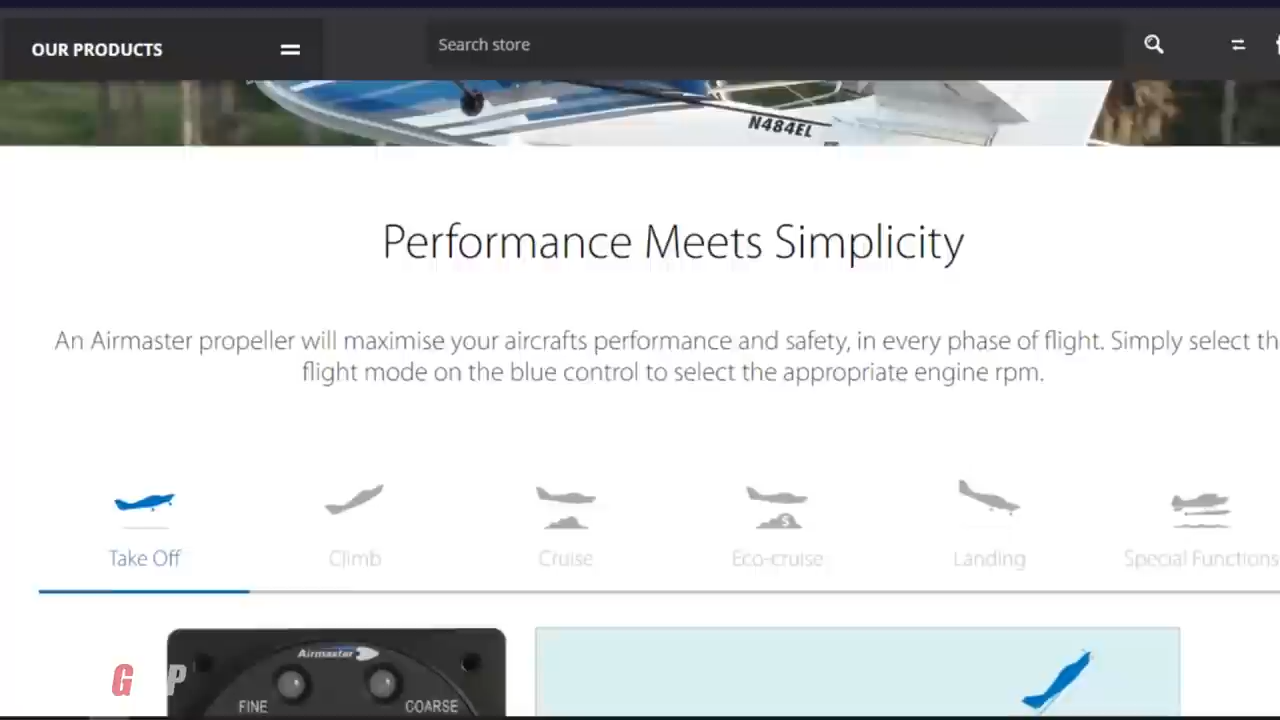 OUR PRODUCTS
Search store
N484EL
Performance Meets Simplicity
An Airmaster propeller will maximise your aircrafts performance and safety, in every phase of flight. Simply select
flight mode on the blue control to select the appropriate engine rpm.
Take Off
Climb
Cruise
Eco-cruise
Landing
Special Functions
Airmaster
FINE
COARSE
G P